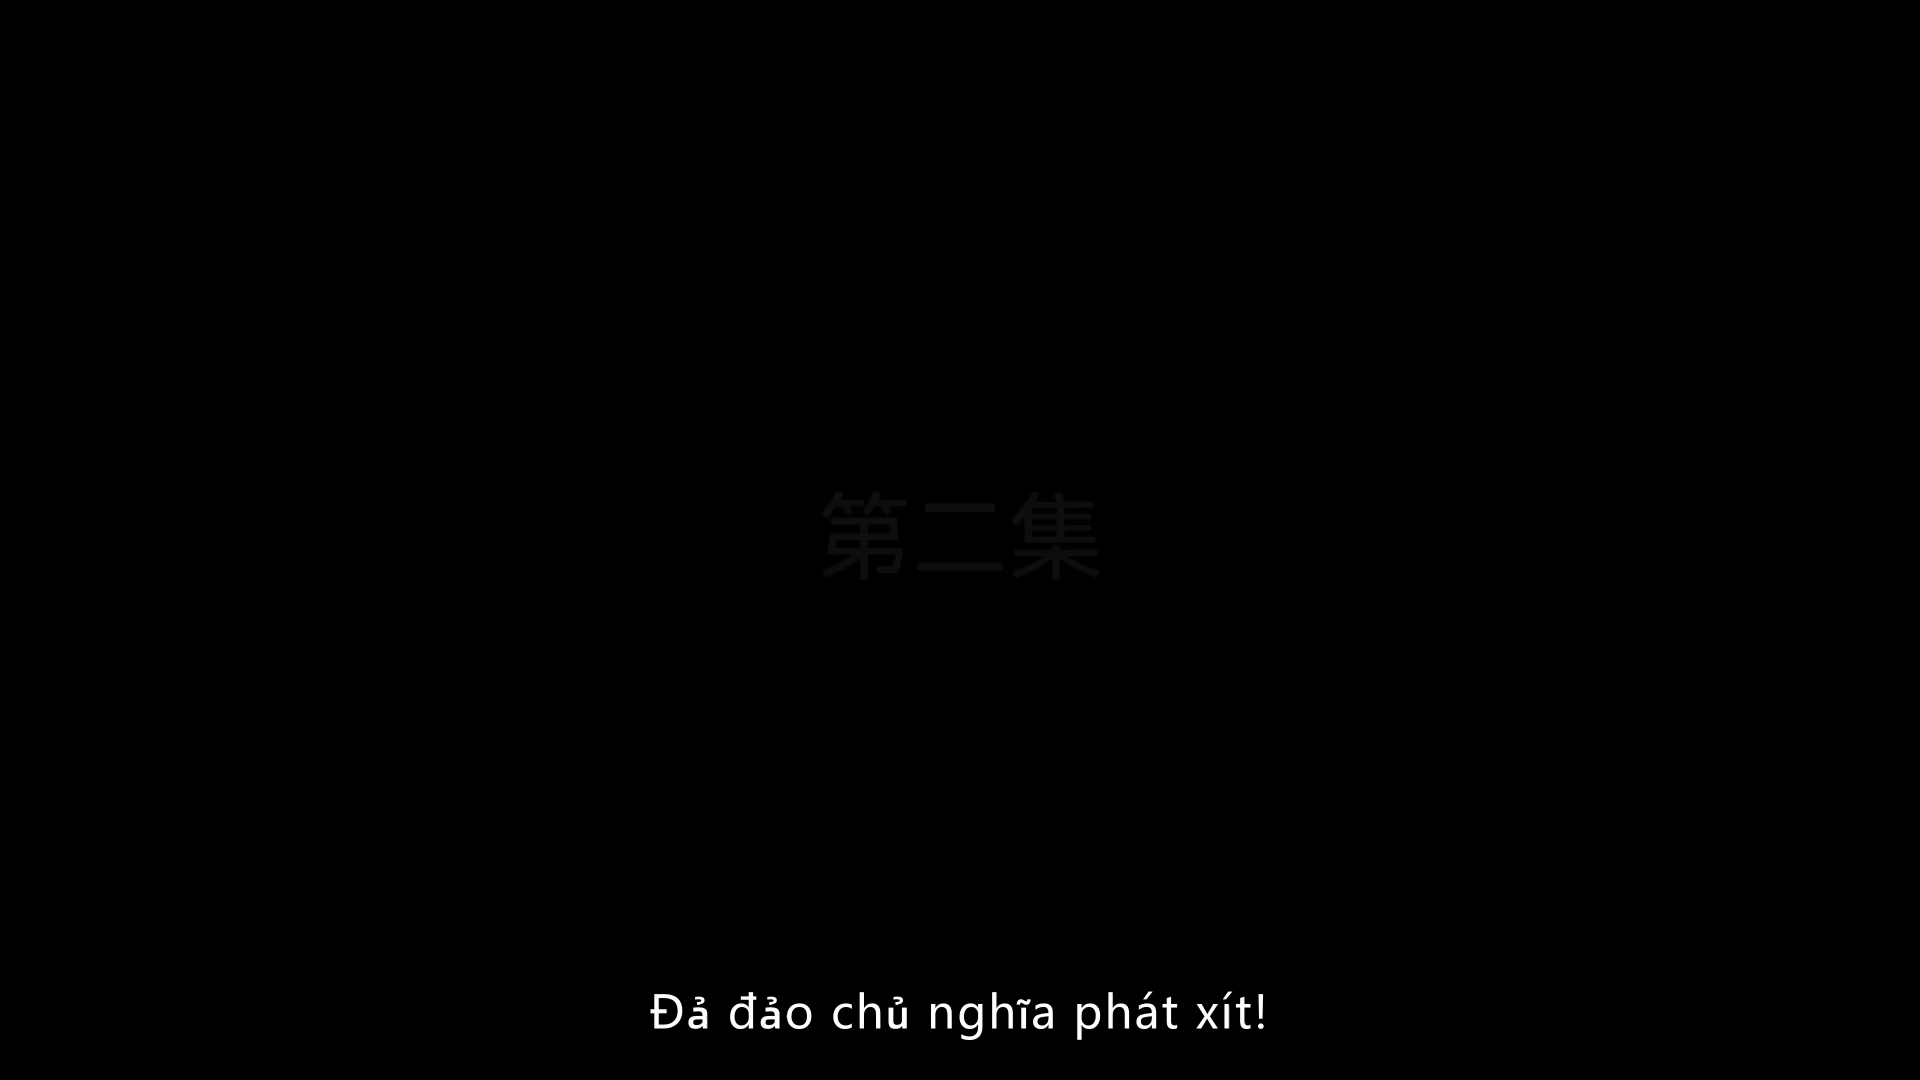 第二集
Đả đảo chủ nghĩa phát xít!